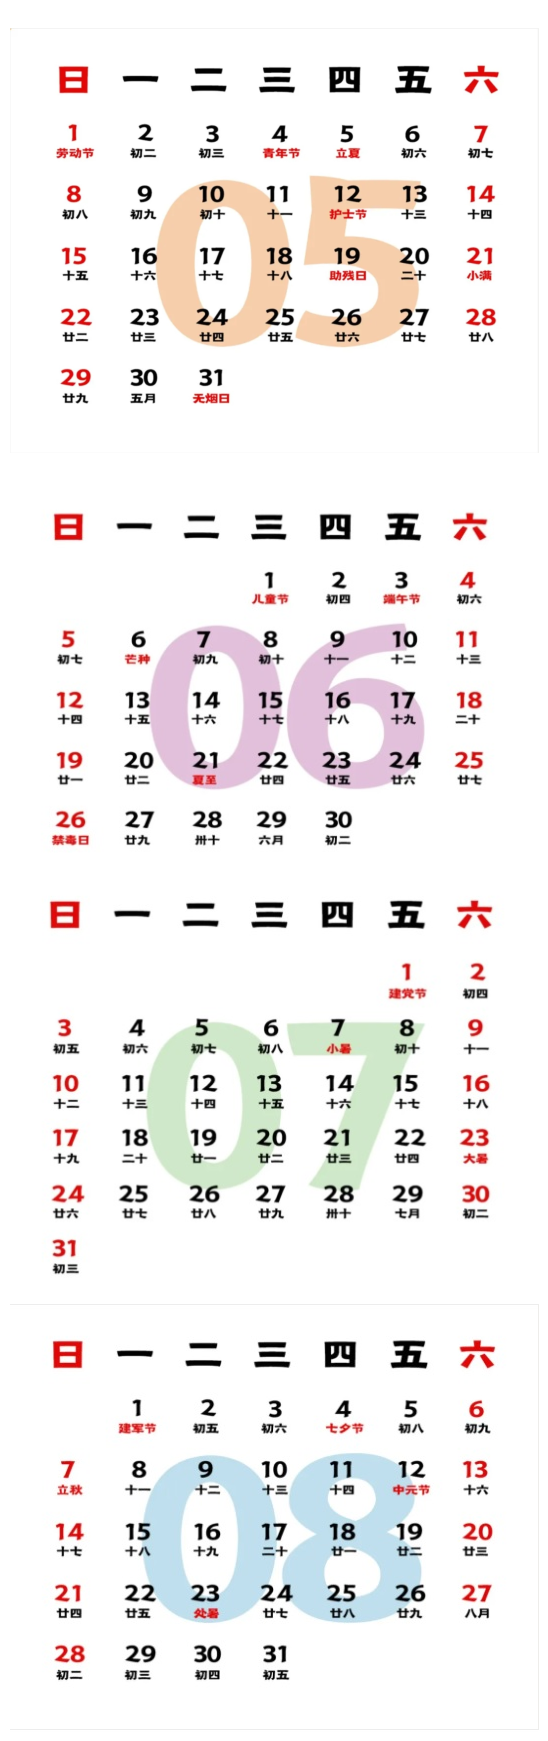 日 一 二 三 四 五 六
1 2 3 4 5 6 7
劳动节 初二 初三 青年节 立夏 初六 初七
8 9 10 11 12 13 14
初八 初九 初十 十一 护士节 十三 十四
15 16 17 18 19 20 21
十五 十六 十七 十八 助残日 二十 小满
22 23 24 25 26 27 28
廿二 廿三 廿四 廿五 廿六 廿七 廿八
29 30 31
廿九 五月 无烟日
05
日 一 二 三 四 五 六
1 2 3 4
儿童节 初四 端午节 初六
5 6 7 8 9 10 11
初七 芒种 初九 初十 十一 十二 十三
12 13 14 15 16 17 18
十四 十五 十六 十七 十八 十九 二十
19 20 21 22 23 24 25
廿一 廿二 夏至 廿四 廿五 廿六 廿七
26 27 28 29 30
禁毒日 廿九 卅十 六月 初二
06
日 一 二 三 四 五 六
1 2
建党节 初四
3 4 5 6 7 8 9
初五 初六 初七 初八 小暑 初十 十一
10 11 12 13 14 15 16
十二 十三 十四 十五 十六 十七 十八
17 18 19 20 21 22 23
十九 二十 廿一 廿二 廿三 廿四 大暑
24 25 26 27 28 29 30
廿六 廿七 廿八 廿九 卅十 七月 初二
31
初三
07
日 一 二 三 四 五 六
1 2 3 4 5 6
建军节 初五 初六 七夕节 初八 初九
7 8 9 10 11 12 13
立秋 十一 十二 十三 十四 中元节 十六
14 15 16 17 18 19 20
十七 十八 十九 二十 廿一 廿二 廿三
21 22 23 24 25 26 27
廿四 廿五 处暑 廿七 廿八 廿九 八月
28 29 30 31
初二 初三 初四 初五
08